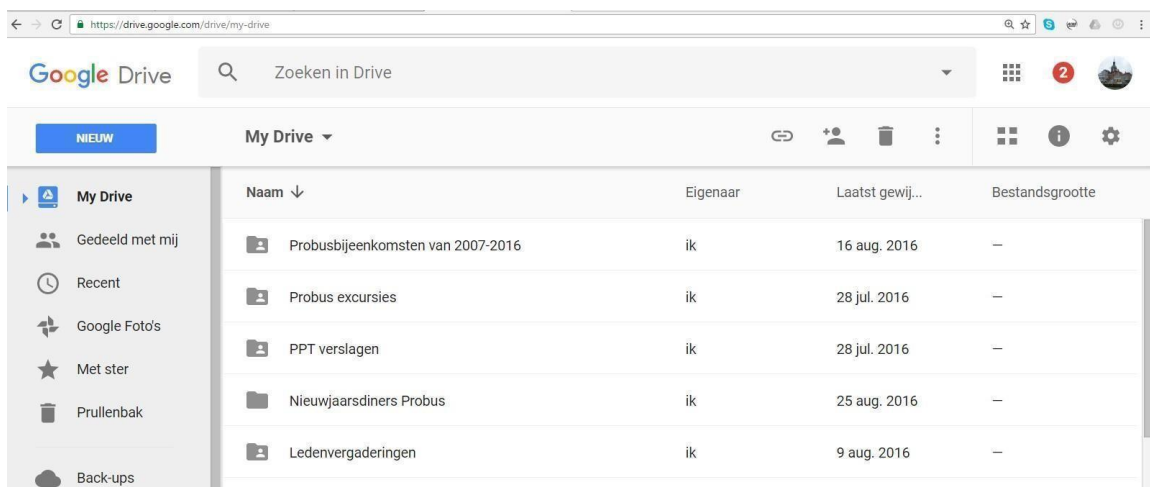 https://drive.google.com/drive/my-drive
Google Drive
Zoeken in Drive
2
NIEUW
My Drive
My Drive
Gedeeld met mij
Recent
Google Foto's
Met ster
Prullenbak
Back-ups
Naam Eigenaar Laatst gewij... Bestandsgrootte
Probusbijeenkomsten van 2007-2016 ik 16 aug. 2016 —
Probus excursies ik 28 jul. 2016 —
PPT verslagen ik 28 jul. 2016 —
Nieuwjaarsdiners Probus ik 25 aug. 2016 —
Ledenvergaderingen ik 9 aug. 2016 —